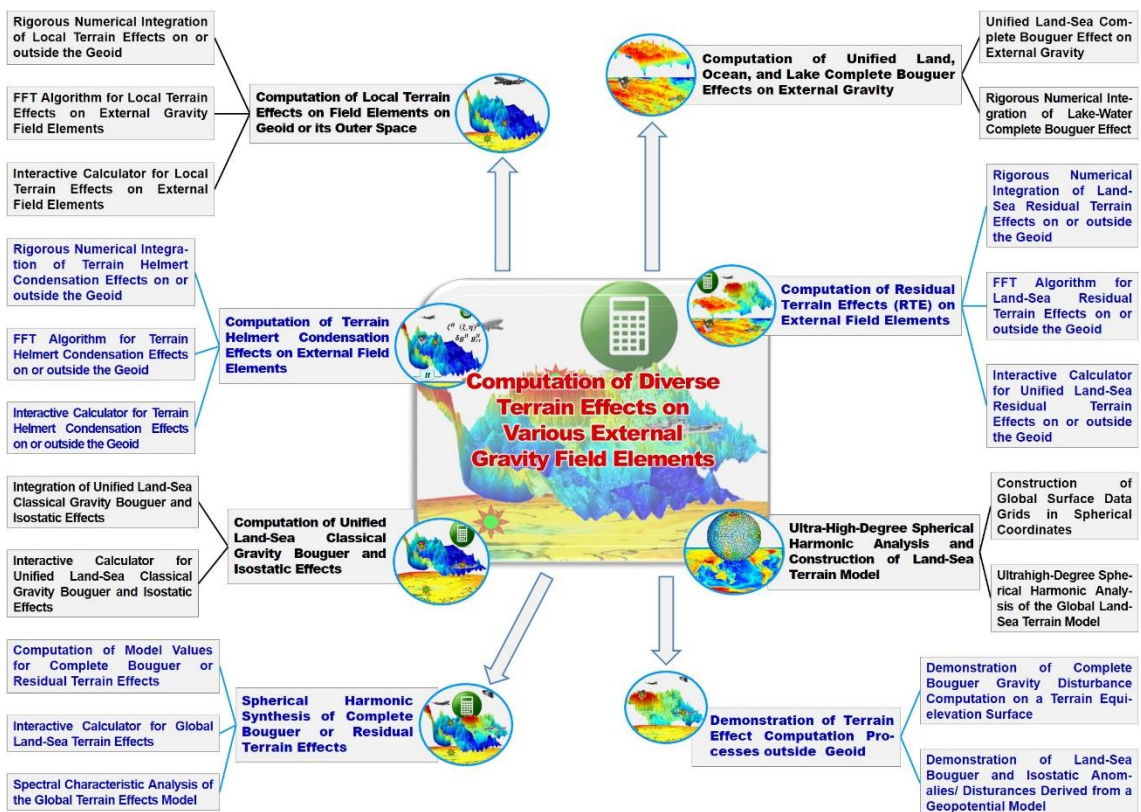 Rigorous Numerical Integration
of Local Terrain Effects on or
outside the Geoid
FFT Algorithm for Local Terrain
Effects on External Gravity
Field Elements
Interactive Calculator for Local
Terrain Effects on External
Field Elements
Computation of Local Terrain
Effects on Field Elements on
Geoid or its Outer Space
Rigorous Numerical Integra-
tion of Terrain Helmert
Condensation Effects on or
outside the Geoid
FFT Algorithm for Terrain
Helmert Condensation Effects
on or outside the Geoid
Interactive Calculator for Terrain
Helmert Condensation Effects
on or outside the Geoid
Computation of Terrain
Helmert Condensation
Effects on External Field
Elements
Integration of Unified Land-Sea
Classical Gravity Bouguer and
Isostatic Effects
Interactive Calculator for
Unified Land-Sea Classical
Gravity Bouguer and Isostatic
Effects
Computation of Unified
Land-Sea Classical
Gravity Bouguer and
Isostatic Effects
Computation of Model Values
for Complete Bouguer or
Residual Terrain Effects
Interactive Calculator for Global
Land-Sea Terrain Effects
Spectral Characteristic Analysis of
the Global Terrain Effects Model
Spherical Harmonic
Synthesis of Complete
Bouguer or Residual
Terrain Effects
Computation of Diverse
Terrain Effects on
Various External
Gravity Field Elements
Computation of Unified Land,
Ocean, and Lake Complete Bouguer
Effects on External Gravity
Unified Land-Sea Com-
plete Bouguer Effect on
External Gravity
Rigorous Numerical Inte-
gration of Lake-Water
Complete Bouguer Effect
Computation of Residual
Terrain Effects (RTE) on
External Field Elements
Rigorous Numerical
Integration of Land-
Sea Residual Terrain
Effects on or outside
the Geoid
FFT Algorithm for
Land-Sea Residual
Terrain Effects on or
outside the Geoid
Interactive Calculator
for Unified Land-Sea
Residual Terrain
Effects on or outside
the Geoid
Ultra-High-Degree Spherical
Harmonic Analysis and
Construction of Land-Sea
Terrain Model
Construction of
Global Surface Data
Grids in Spherical
Coordinates
Ultrahigh-Degree Sphe-
rical Harmonic Analy-
sis of the Global Land-
Sea Terrain Model
Demonstration of Terrain
Effect Computation Pro-
cesses outside Geoid
Demonstration of Complete
Bouguer Gravity Disturbance
Computation on a Terrain Equi-
elevation Surface
Demonstration of Land-Sea
Bouguer and Isostatic Anom-
alies/ Disturances Derived from a
Geopotential Model